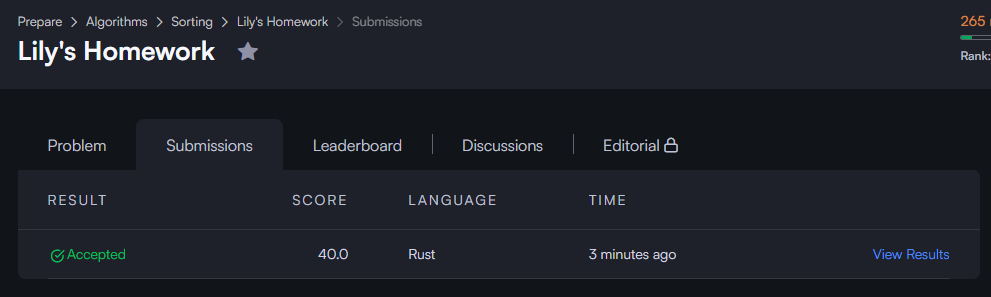 Prepare > Algorithms > Sorting > Lily's Homework > Submissions
Lily's Homework
265
Rank:
Problem Submissions Leaderboard Discussions Editorial
RESULT SCORE LANGUAGE TIME
Accepted 40.0 Rust 3 minutes ago View Results